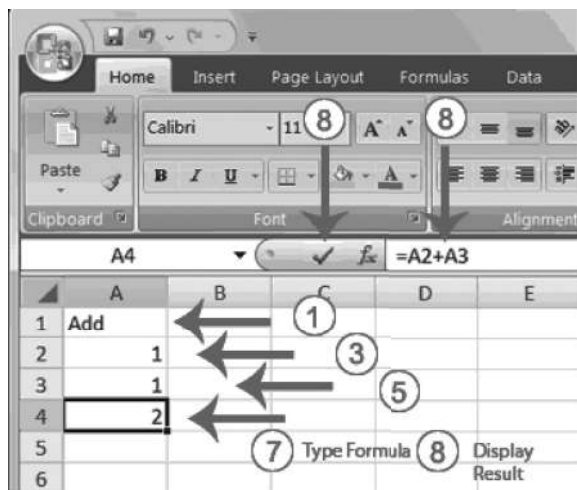 Home Insert Page Layout Formulas Data
Calibri 11 8 A A 8
Paste B I U A
Clipboard Font Alignment
A4 fx =A2+A3
A B C D E
1 Add 1
2 1 3
3 1 5
4 2
5 7 Type Formula 8 Display
6 Result